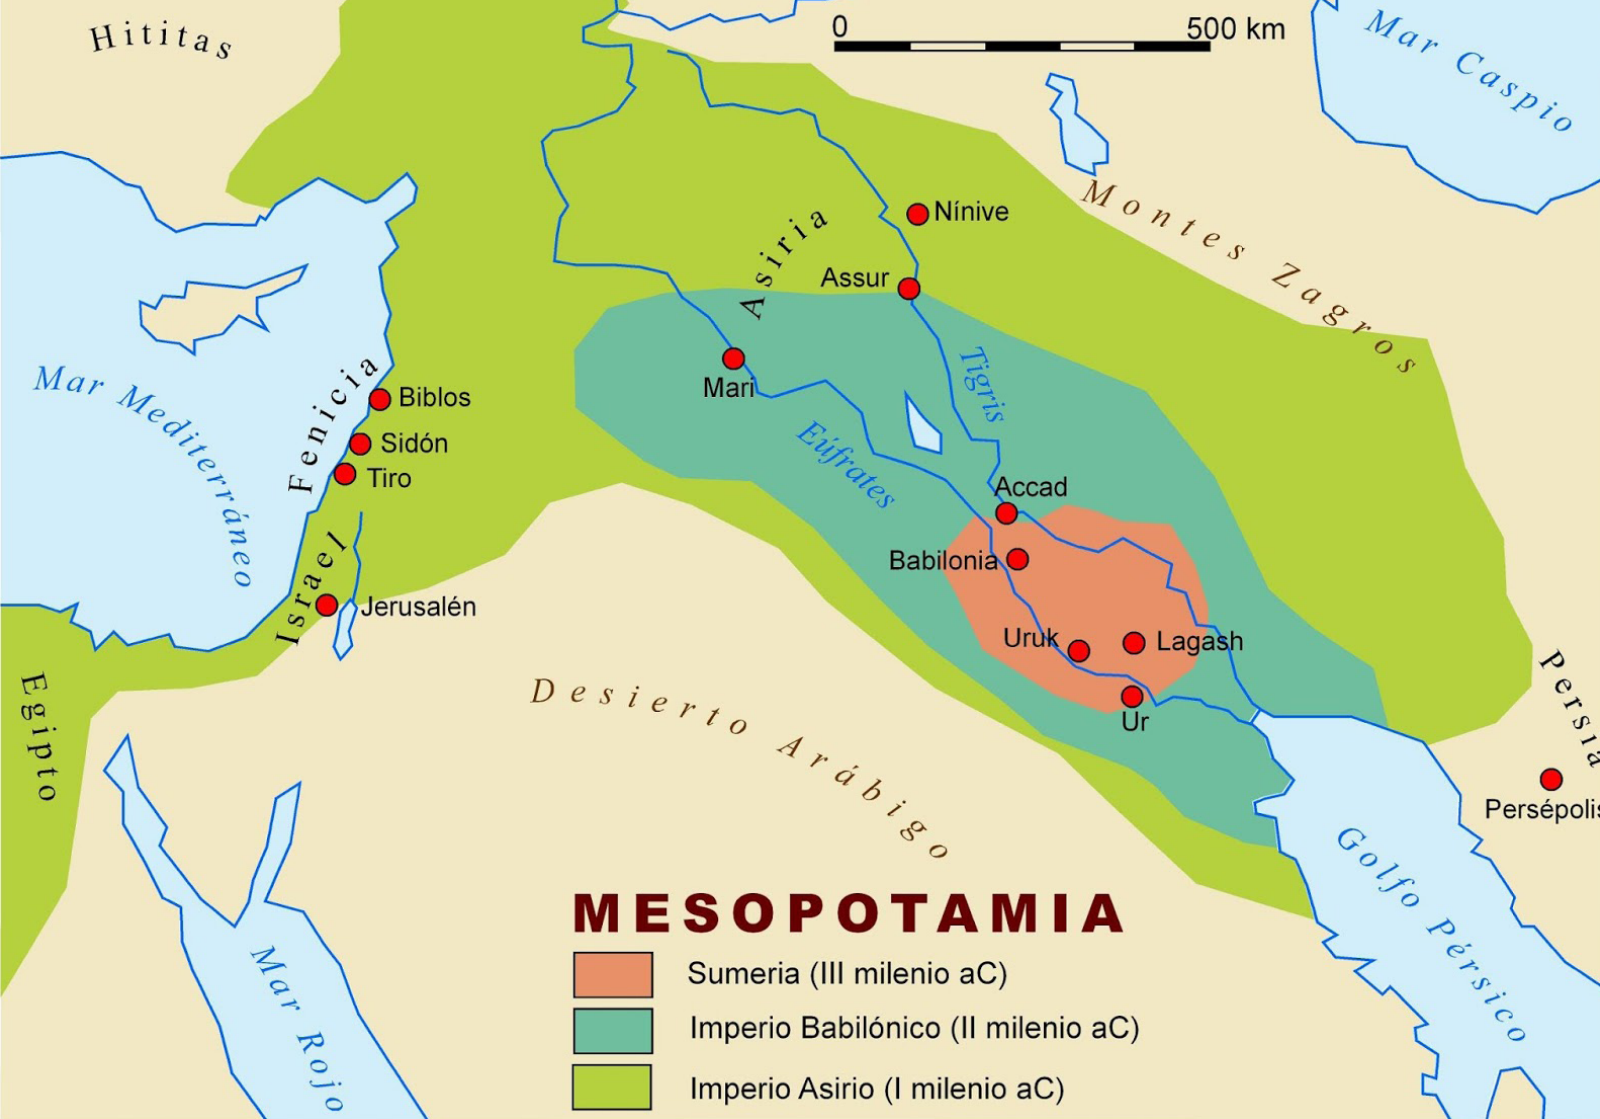 Hititas
0
500 km
Mar Caspio
Montes Zagros
Nínive
Asiria
Assur
Mari
Tigris
Eúfrates
Mar Mediterráneo
Fenicia
Biblos
Sidón
Tiro
Israel
Jerusalén
Accad
Babilonia
Uruk
Lagash
Ur
Egipto
Desierto Arábigo
Persia
Persépolis
Golfo Pérsico
Mar Rojo
MESOPOTAMIA
Sumeria (III milenio aC)
Imperio Babilónico (II milenio aC)
Imperio Asirio (I milenio aC)